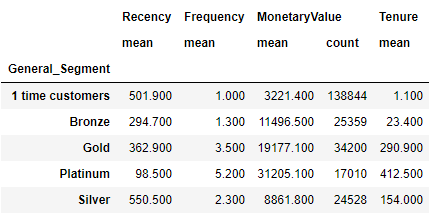 Recency Frequency MonetaryValue Tenure
mean mean mean count mean
General_Segment
1 time customers 501.900 1.000 3221.400 138844 1.100
Bronze 294.700 1.300 11496.500 25359 23.400
Gold 362.900 3.500 19177.100 34200 290.900
Platinum 98.500 5.200 31205.100 17010 412.500
Silver 550.500 2.300 8861.800 24528 154.000